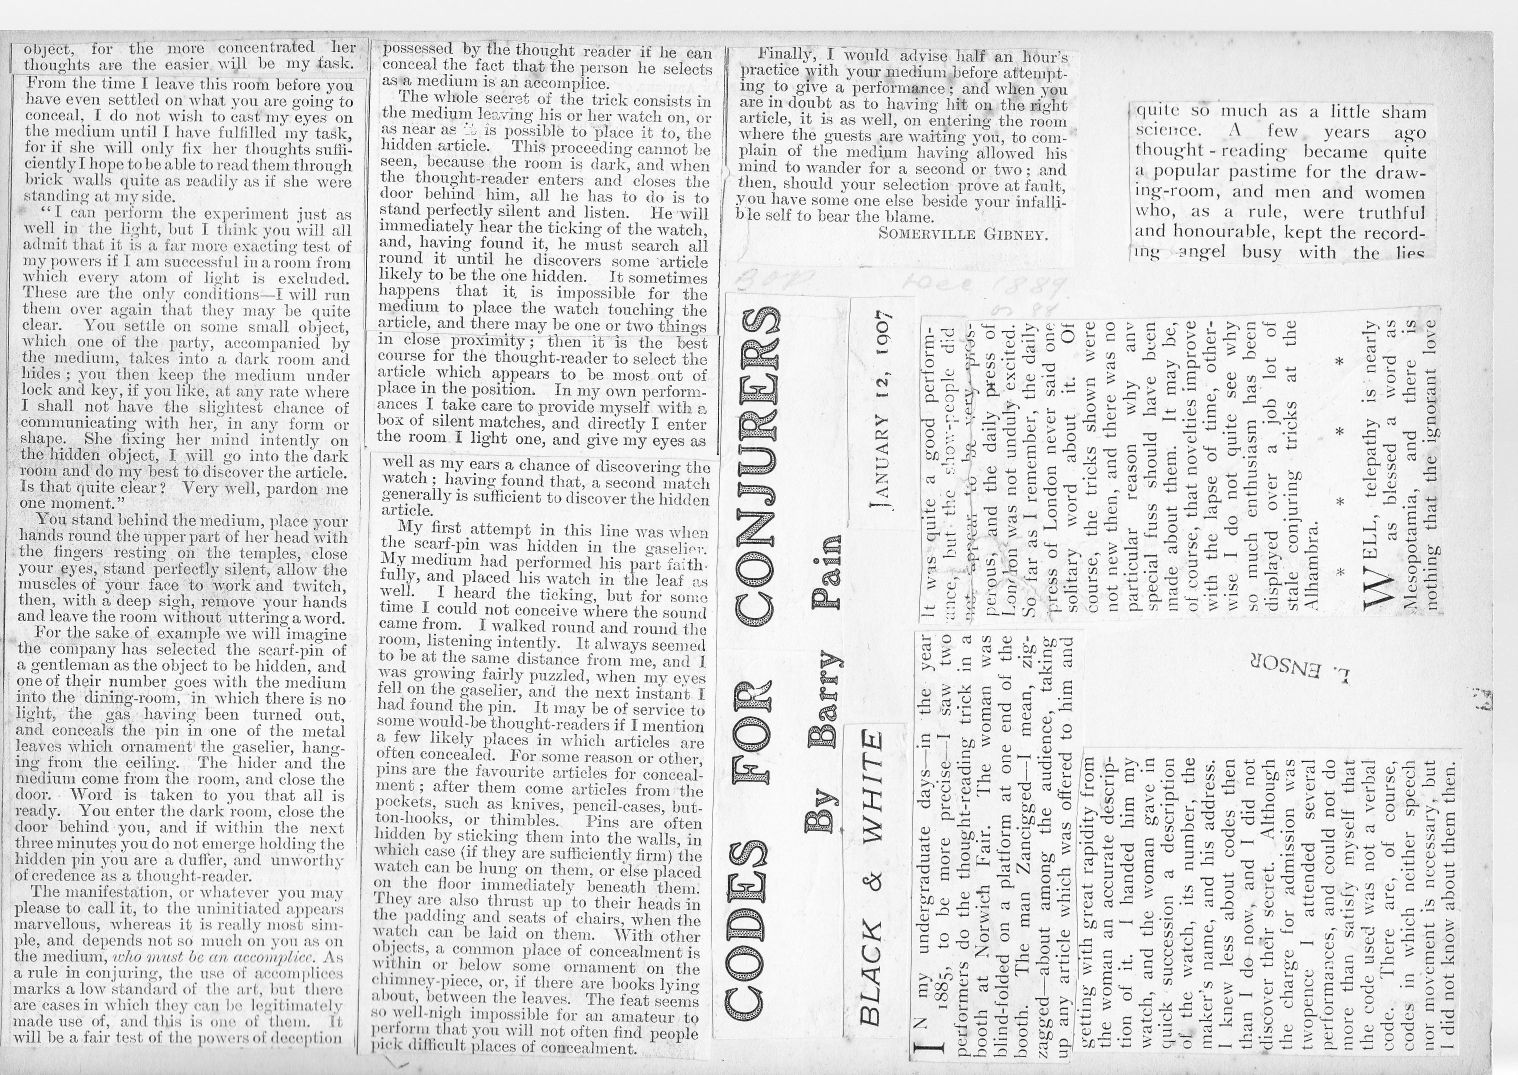 object, for the more concentrated her
thoughts are the easier will be my task.
From the time I leave this room before you
have even settled on what you are going to
conceal, I do not wish to cast my eyes on
the medium until I have fulfilled my task,
for if she will only fix her thoughts suffi-
ciently I hope to be able to read them through
brick walls quite as readily as if she were
standing at my side.
"I can perform the experiment just as
well in the light, but I think you will all
admit that it is a far more exacting test of
my powers if I am successful in a room from
which every atom of light is excluded.
These are the only conditions—I will run
them over again that they may be quite
clear. You settle on some small object,
which one of the party, accompanied by
the medium, takes into a dark room and
hides; you then keep the medium under
lock and key, if you like, at any rate where
I shall not have the slightest chance of
communicating with her, in any form or
shape. She fixing her mind intently on
the hidden object, I will go into the dark
room and do my best to discover the article.
Is that quite clear? Very well, pardon me
one moment."
You stand behind the medium, place your
hands round the upper part of her head with
the fingers resting on the temples, close
your eyes, stand perfectly silent, allow the
muscles of your face to work and twitch,
then, with a deep sigh, remove your hands
and leave the room without uttering a word.
For the sake of example we will imagine
the company has selected the scarf-pin of
a gentleman as the object to be hidden, and
one of their number goes with the medium
into the dining-room, in which there is no
light, the gas having been turned out,
and conceals the pin in one of the metal
leaves which ornament the gaselier, hang-
ing from the ceiling. The hider and the
medium come from the room, and close the
door. Word is taken to you that all is
ready. You enter the dark room, close the
door behind you, and if within the next
three minutes you do not emerge holding the
hidden pin you are a duffer, and unworthy
of credence as a thought-reader.
The manifestation, or whatever you may
please to call it, to the uninitiated appears
marvellous, whereas it is really most sim-
ple, and depends not so much on you as on
the medium, who must be an accomplice. As
a rule in conjuring, the use of accomplices
marks a low standard of the art, but there
are cases in which they can be legitimately
made use of, and this is one of them. It
will be a fair test of the powers of deception
possessed by the thought reader if he can
conceal the fact that the person he selects
as a medium is an accomplice.
The whole secret of the trick consists in
the medium leaving his or her watch on, or
as near as it is possible to place it to, the
hidden article. This proceeding cannot be
seen, because the room is dark, and when
the thought-reader enters and closes the
door behind him, all he has to do is to
stand perfectly silent and listen. He will
immediately hear the ticking of the watch,
and, having found it, he must search all
round it until he discovers some article
likely to be the one hidden. It sometimes
happens that it is impossible for the
medium to place the watch touching the
article, and there may be one or two things
in close proximity; then it is the best
course for the thought-reader to select the
article which appears to be most out of
place in the position. In my own perform-
ances I take care to provide myself with a
box of silent matches, and directly I enter
the room I light one, and give my eyes as
well as my ears a chance of discovering the
watch; having found that, a second match
generally is sufficient to discover the hidden
article.
My first attempt in this line was when
the scarf-pin was hidden in the gaselier.
My medium had performed his part faith-
fully, and placed his watch in the leaf as
well. I heard the ticking, but for some
time I could not conceive where the sound
came from. I walked round and round the
room, listening intently. It always seemed
to be at the same distance from me, and I
was growing fairly puzzled, when my eyes
fell on the gaselier, and the next instant I
had found the pin. It may be of service to
some would-be thought-readers if I mention
a few likely places in which articles are
often concealed. For some reason or other,
pins are the favourite articles for conceal-
ment; after them come articles from the
pockets, such as knives, pencil-cases, but-
ton-hooks, or thimbles. Pins are often
hidden by sticking them into the walls, in
which case (if they are sufficiently firm) the
watch can be hung on them, or else placed
on the floor immediately beneath them.
They are also thrust up to their heads in
the padding and seats of chairs, when the
watch can be laid on them. With other
objects, a common place of concealment is
within or below some ornament on the
chimney-piece, or, if there are books lying
about, between the leaves. The feat seems
so well-nigh impossible for an amateur to
perform that you will not often find people
pick difficult places of concealment.
Finally, I would advise half an hour's
practice with your medium before attempt-
ing to give a performance; and when you
are in doubt as to having hit on the right
article, it is as well, on entering the room
where the guests are waiting you, to com-
plain of the medium having allowed his
mind to wander for a second or two; and
then, should your selection prove at fault,
you have some one else beside your infalli-
ble self to bear the blame.
SOMERVILLE GIBNEY.
BOP Dec 1889
or 88
CODES FOR CONJURERS
By Barry Pain
BLACK & WHITE
JANUARY 12, 1907
IN my undergraduate days—in the year
1885, to be more precise—I saw two
performers do the thought-reading trick in a
booth at Norwich Fair. The woman was
blind-folded on a platform at one end of the
booth. The man Zancigged—I mean, zig-
zagged—about among the audience, taking
up any article which was offered to him and
getting with great rapidity from
the woman an accurate descrip-
tion of it. I handed him my
watch, and the woman gave in
quick succession a description
of the watch, its number, the
maker's name, and his address.
I knew less about codes then
than I do now, and I did not
discover their secret. Although
the charge for admission was
twopence I attended several
performances, and could not do
more than satisfy myself that
the code used was not a verbal
code. There are, of course,
codes in which neither speech
nor movement is necessary, but
I did not know about them then.
It was quite a good perform-
ance, but the show-people did
not appear to be very pros-
perous, and the daily press of
London was not unduly excited.
So far as I remember, the daily
press of London never said one
solitary word about it. Of
course, the tricks shown were
not new then, and there was no
particular reason why any
special fuss should have been
made about them. It may be,
of course, that novelties improve
with the lapse of time, other-
wise I do not quite see why
so much enthusiasm has been
displayed over a job lot of
stale conjuring tricks at the
Alhambra.
* * * *
WELL, telepathy is nearly
as blessed a word as
Mesopotamia, and there is
nothing that the ignorant love
quite so much as a little sham
science. A few years ago
thought-reading became quite
a popular pastime for the draw-
ing-room, and men and women
who, as a rule, were truthful
and honourable, kept the record-
ing angel busy with the lies
L. ENSOR